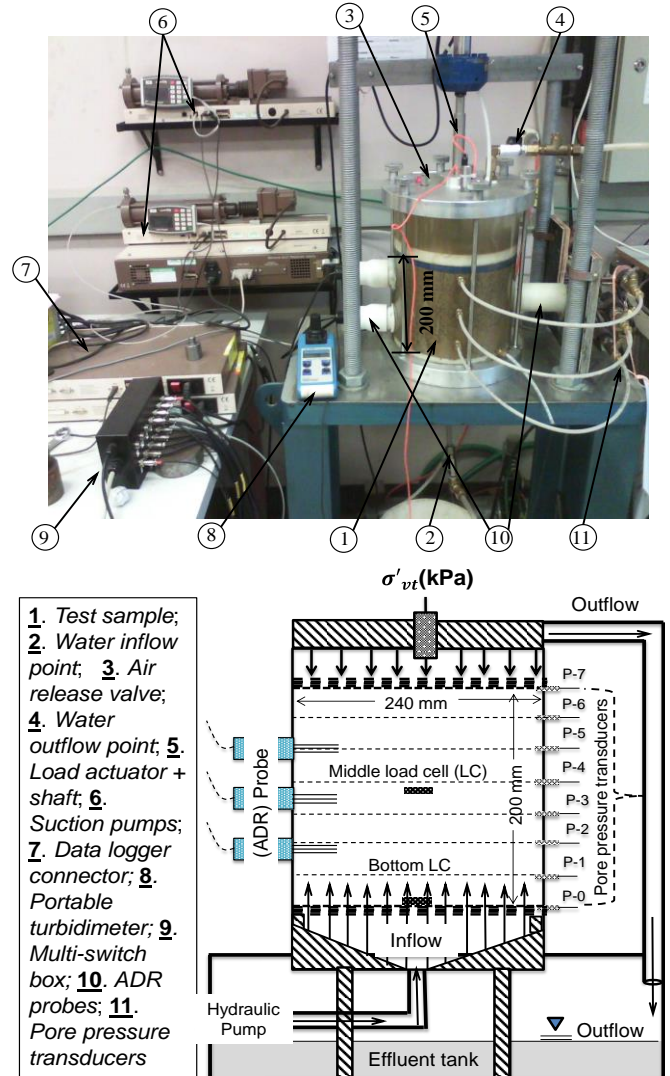 6
3
5
4
7
200 mm
9
8
1
2
10
11
σ'vt(kPa)
Outflow
1. Test sample;
2. Water inflow
point; 3. Air
release valve;
4. Water
outflow point; 5.
Load actuator +
shaft; 6.
Suction pumps;
7. Data logger
connector; 8.
Portable
turbidimeter; 9.
Multi-switch
box; 10. ADR
probes; 11.
Pore pressure
transducers
P-7
240 mm
P-6
P-5
(ADR) Probe
Middle load cell (LC)
P-4
200 mm
P-3
Pore pressure transducers
P-2
Bottom LC
P-1
P-0
Inflow
Hydraulic
Pump
Outflow
Effluent tank